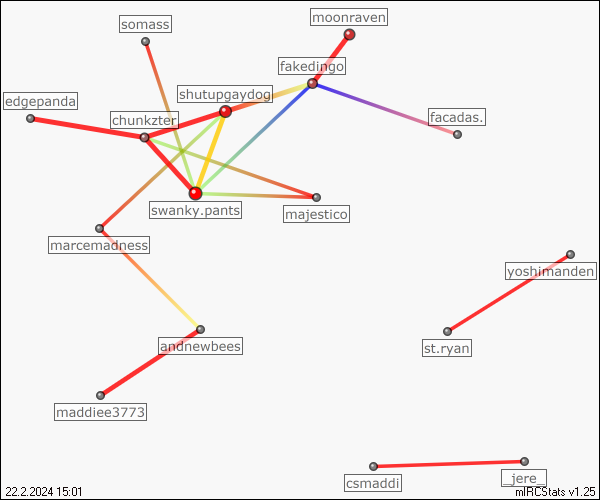 moonraven
somass
fakedingo
shutupgaydog
edgepanda
chunkzter
facadas.
swanky.pants
majestico
marcemadness
yoshimanden
andnewbees
st.ryan
maddiee3773
csmaddi
_jere_
22.2.2024 15:01
mIRCStats v1.25